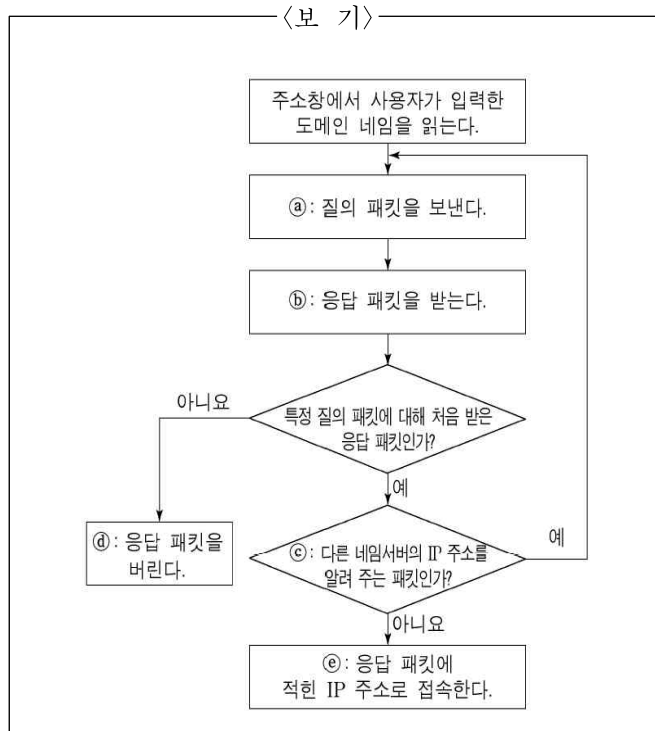 〈보 기〉
주소창에서 사용자가 입력한
도메인 네임을 읽는다.
ⓐ: 질의 패킷을 보낸다.
ⓑ: 응답 패킷을 받는다.
아니요
특정 질의 패킷에 대해 처음 받은
응답 패킷인가?
예
ⓓ: 응답 패킷을
버린다.
ⓒ: 다른 네임서버의 IP 주소를
알려 주는 패킷인가?
예
아니요
ⓔ: 응답 패킷에
적힌 IP 주소로 접속한다.